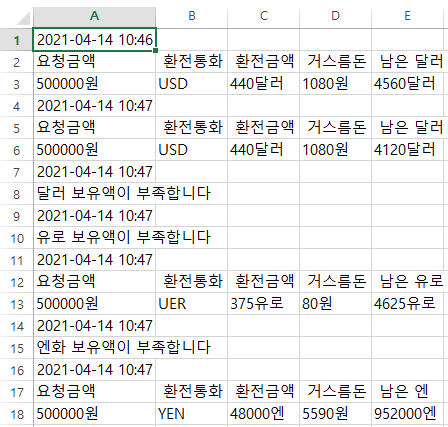 A B C D E
1 2021-04-14 10:46
2 요청금액 환전통화 환전금액 거스름돈 남은 달러
3 500000원 USD 440달러 1080원 4560달러
4 2021-04-14 10:47
5 요청금액 환전통화 환전금액 거스름돈 남은 달러
6 500000원 USD 440달러 1080원 4120달러
7 2021-04-14 10:47
8 달러 보유액이 부족합니다
9 2021-04-14 10:47
10 유로 보유액이 부족합니다
11 2021-04-14 10:47
12 요청금액 환전통화 환전금액 거스름돈 남은 유로
13 500000원 UER 375유로 80원 4625유로
14 2021-04-14 10:47
15 엔화 보유액이 부족합니다
16 2021-04-14 10:47
17 요청금액 환전통화 환전금액 거스름돈 남은 엔
18 500000원 YEN 48000엔 5590원 952000엔